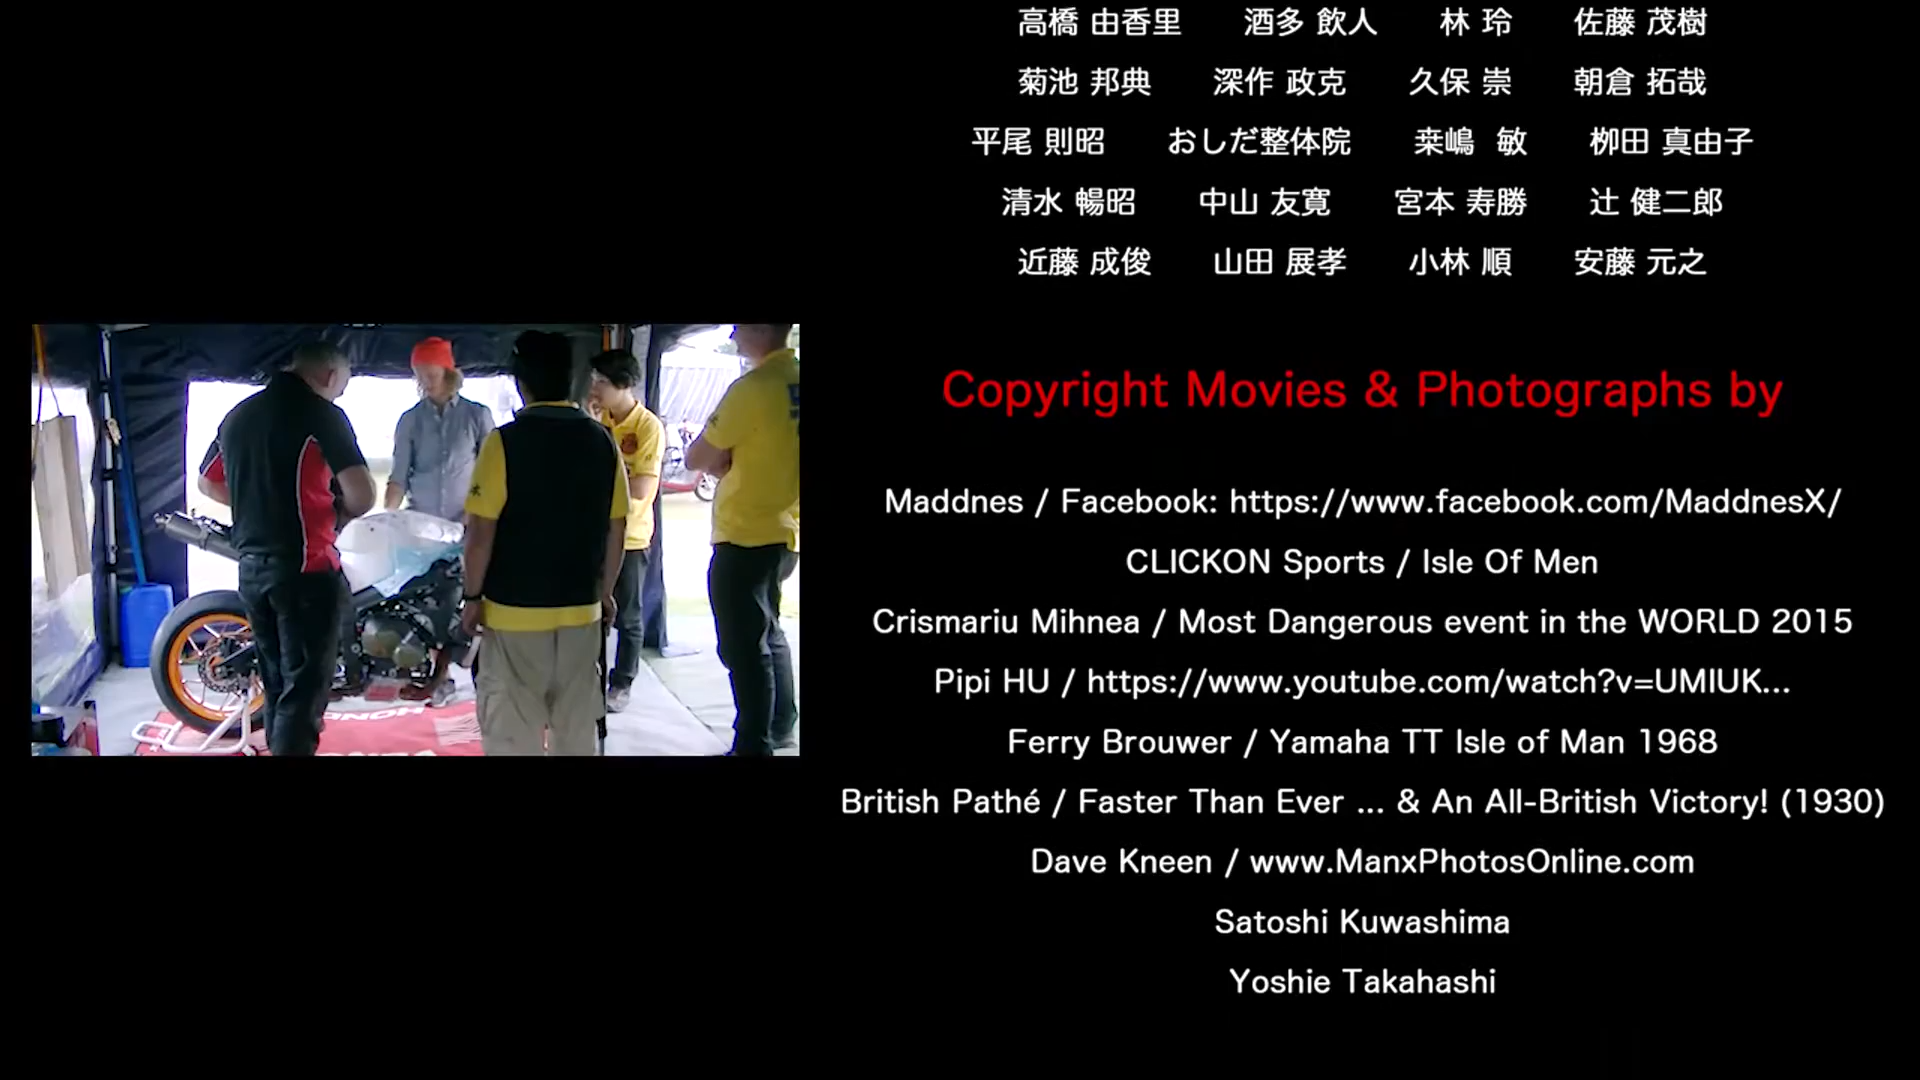 高橋 由香里 酒多 飲人 林 玲 佐藤 茂樹
菊池 邦典 深作 政克 久保 崇 朝倉 拓哉
平尾 則昭 おしだ整体院 桒嶋 敏 栁田 真由子
清水 暢昭 中山 友寛 宮本 寿勝 辻 健二郎
近藤 成俊 山田 展孝 小林 順 安藤 元之
Copyright Movies & Photographs by
Maddnes / Facebook: https://www.facebook.com/MaddnesX/
CLICKON Sports / Isle Of Men
Crismariu Mihnea / Most Dangerous event in the WORLD 2015
Pipi HU / https://www.youtube.com/watch?v=UMIUK...
Ferry Brouwer / Yamaha TT Isle of Man 1968
British Pathé / Faster Than Ever ... & An All-British Victory! (1930)
Dave Kneen / www.ManxPhotosOnline.com
Satoshi Kuwashima
Yoshie Takahashi